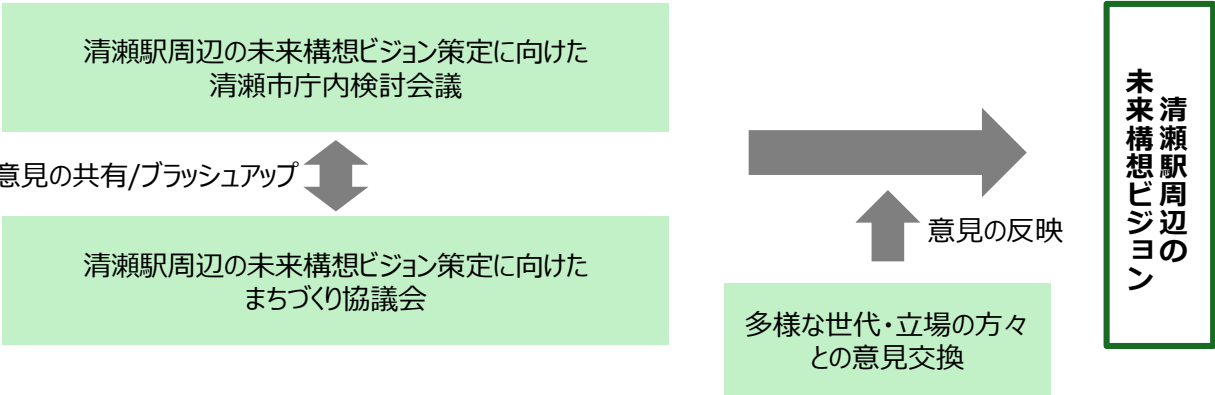 清瀬駅周辺の未来構想ビジョン策定に向けた
清瀬市庁内検討会議
意見の共有/ブラッシュアップ
清瀬駅周辺の未来構想ビジョン策定に向けた
まちづくり協議会
意見の反映
多様な世代・立場の方々
との意見交換
清瀬駅周辺の
未来構想ビジョン